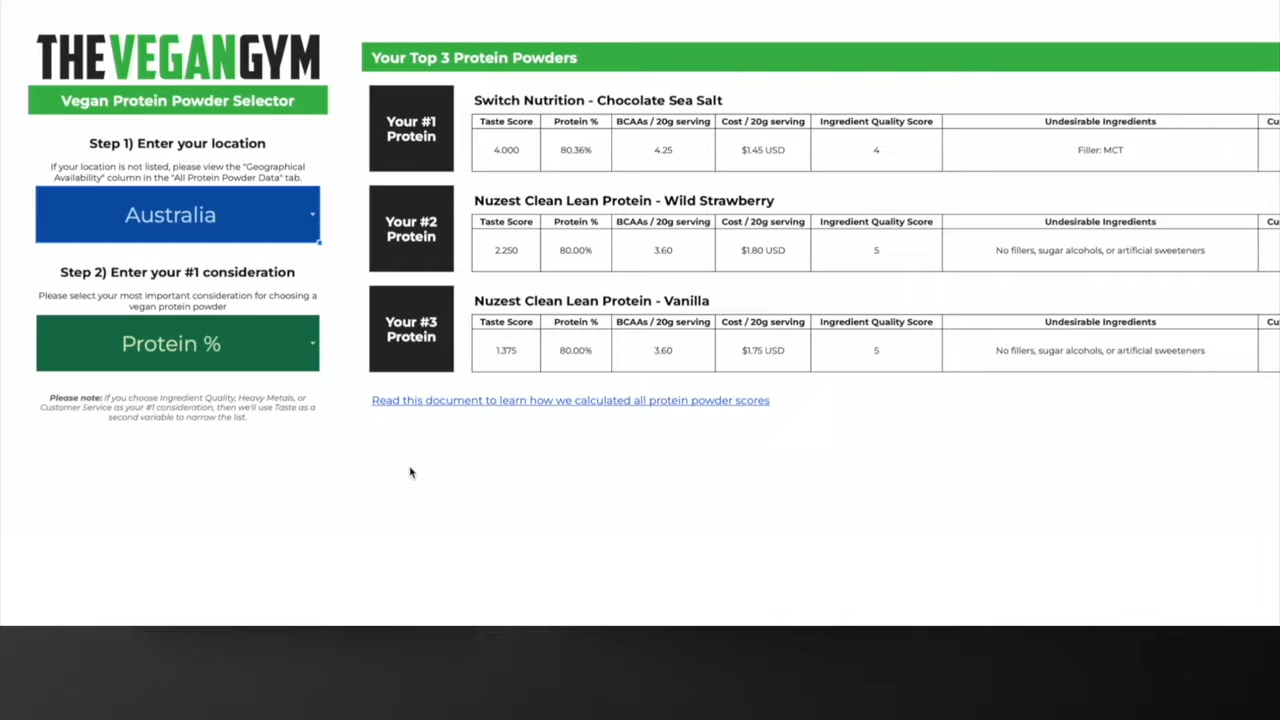 THEVEGANGYM
Vegan Protein Powder Selector
Step 1) Enter your location
If your location is not listed, please view the "Geographical
Availability" column in the "All Protein Powder Data" tab.
Australia
Step 2) Enter your #1 consideration
Please select your most important consideration for choosing a
vegan protein powder
Protein %
Please note: If you choose Ingredient Quality, Heavy Metals, or
Customer Service as your #1 consideration, then we'll use Taste as a
second variable to narrow the list.
Your Top 3 Protein Powders
Your #1
Protein
Switch Nutrition - Chocolate Sea Salt
Taste Score Protein % BCAAs / 20g serving Cost / 20g serving Ingredient Quality Score Undesirable Ingredients Cu
4.000 80.36% 4.25 $1.45 USD 4 Filler: MCT
Your #2
Protein
Nuzest Clean Lean Protein - Wild Strawberry
Taste Score Protein % BCAAs / 20g serving Cost / 20g serving Ingredient Quality Score Undesirable Ingredients Cu
2.250 80.00% 3.60 $1.80 USD 5 No fillers, sugar alcohols, or artificial sweeteners
Your #3
Protein
Nuzest Clean Lean Protein - Vanilla
Taste Score Protein % BCAAs / 20g serving Cost / 20g serving Ingredient Quality Score Undesirable Ingredients Cu
1.375 80.00% 3.60 $1.75 USD 5 No fillers, sugar alcohols, or artificial sweeteners
Read this document to learn how we calculated all protein powder scores